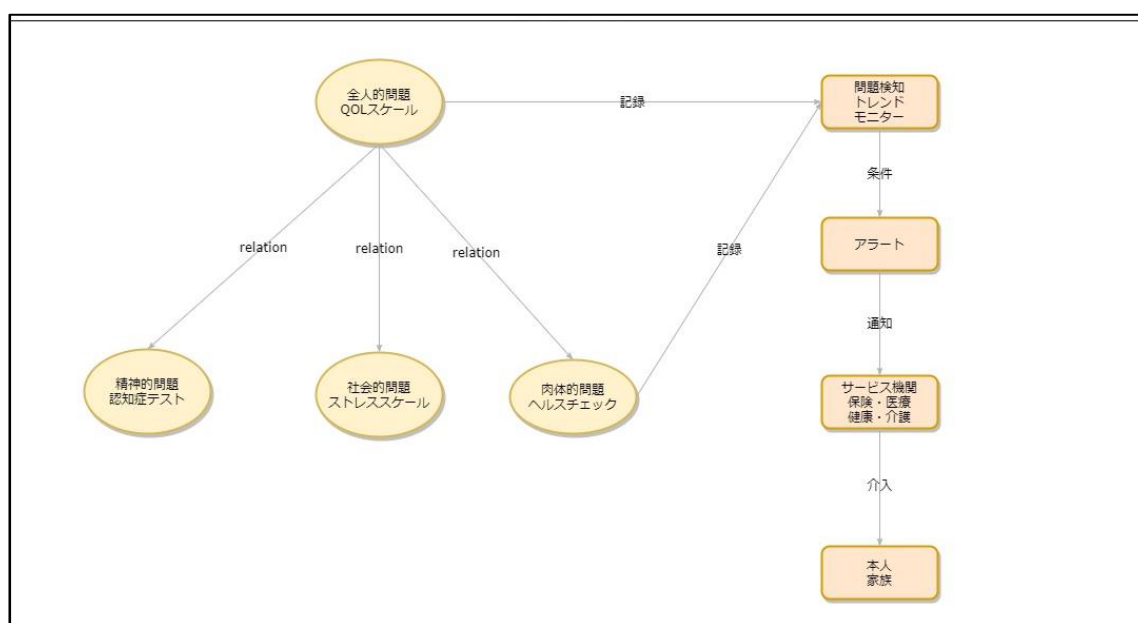 全人的問題
QOLスケール
記録
問題検知
トレンド
モニター
条件
アラート
通知
サービス機関
保険・医療
健康・介護
介入
本人
家族
relation
relation
relation
記録
精神的問題
認知症テスト
社会的問題
ストレススケール
肉体的問題
ヘルスチェック